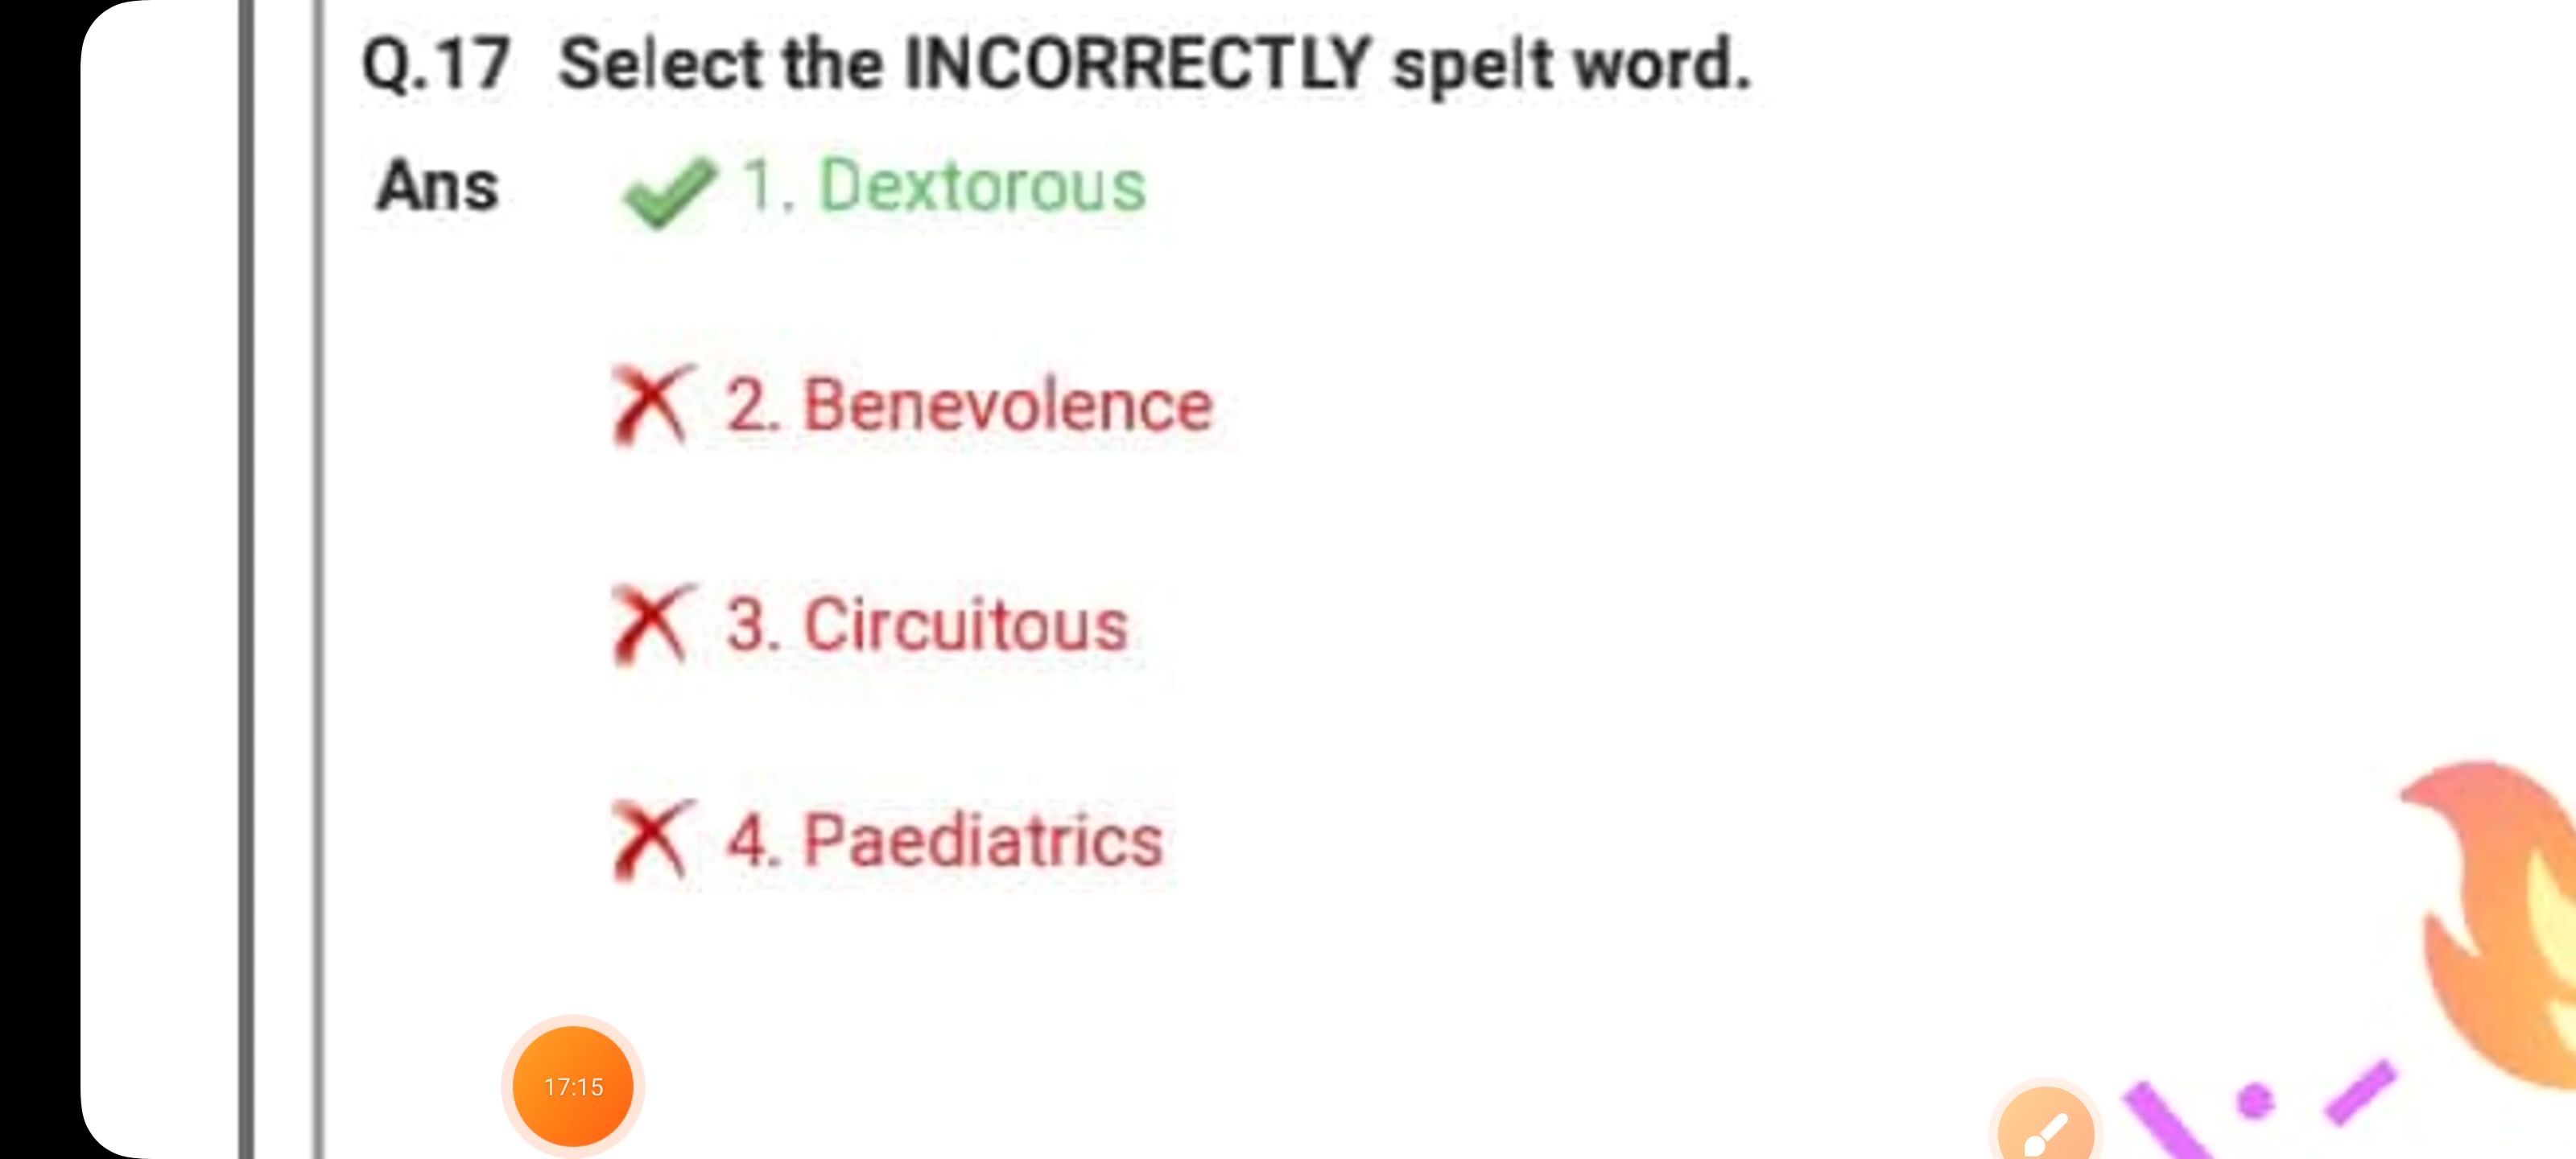 Q.17 Select the INCORRECTLY spelt word.
Ans 1. Dextorous
2. Benevolence
3. Circuitous
4. Paediatrics
17:15